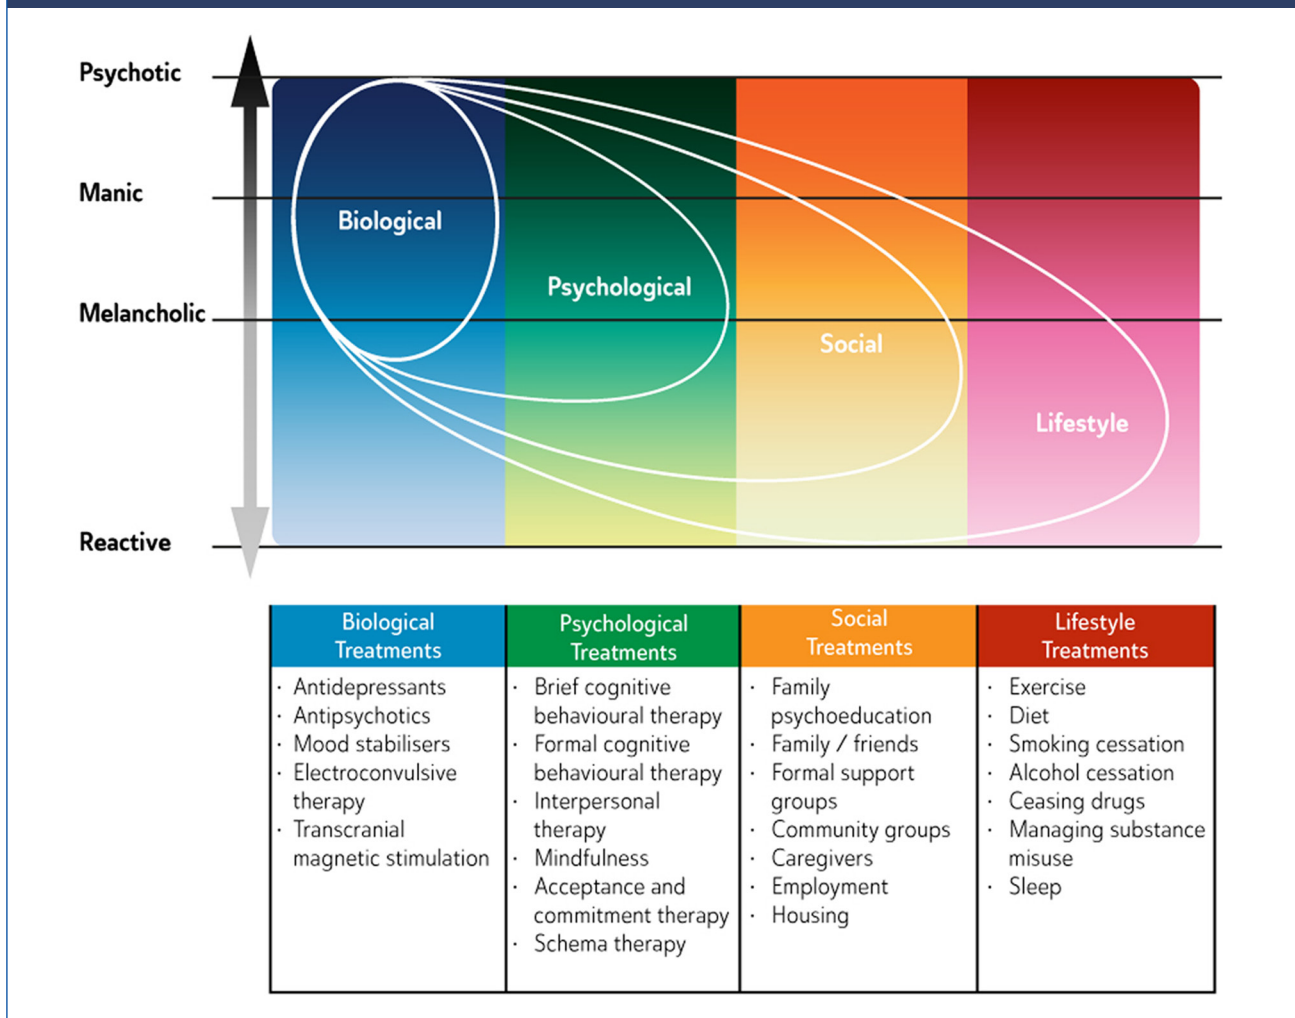 Psychotic
Manic
Melancholic
Reactive
Biological
Psychological
Social
Lifestyle
Biological
Treatments
· Antidepressants
· Antipsychotics
· Mood stabilisers
· Electroconvulsive
therapy
· Transcranial
magnetic stimulation
Psychological
Treatments
· Brief cognitive
behavioural therapy
· Formal cognitive
behavioural therapy
· Interpersonal
therapy
· Mindfulness
· Acceptance and
commitment therapy
· Schema therapy
Social
Treatments
· Family
psychoeducation
· Family / friends
· Formal support
groups
· Community groups
· Caregivers
· Employment
· Housing
Lifestyle
Treatments
· Exercise
· Diet
· Smoking cessation
· Alcohol cessation
· Ceasing drugs
· Managing substance
misuse
· Sleep